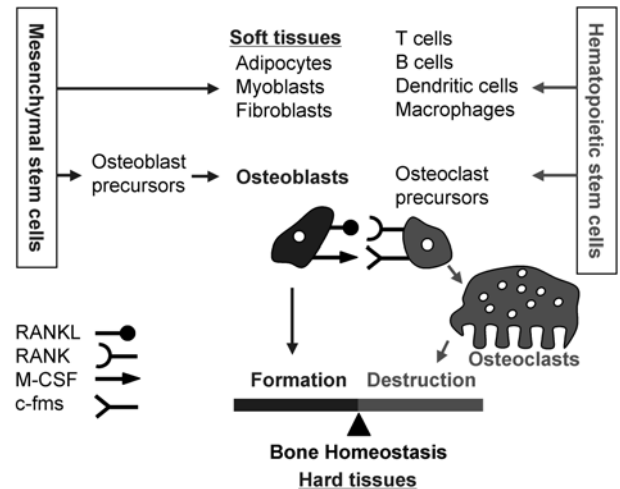 Mesenchymal stem cells
Soft tissues
Adipocytes
Myoblasts
Fibroblasts
T cells
B cells
Dendritic cells
Macrophages
Hematopoietic stem cells
Osteoblast
precursors
Osteoblasts
Osteoclast
precursors
Osteoclasts
RANKL
RANK
M-CSF
c-fms
Formation
Destruction
Bone Homeostasis
Hard tissues